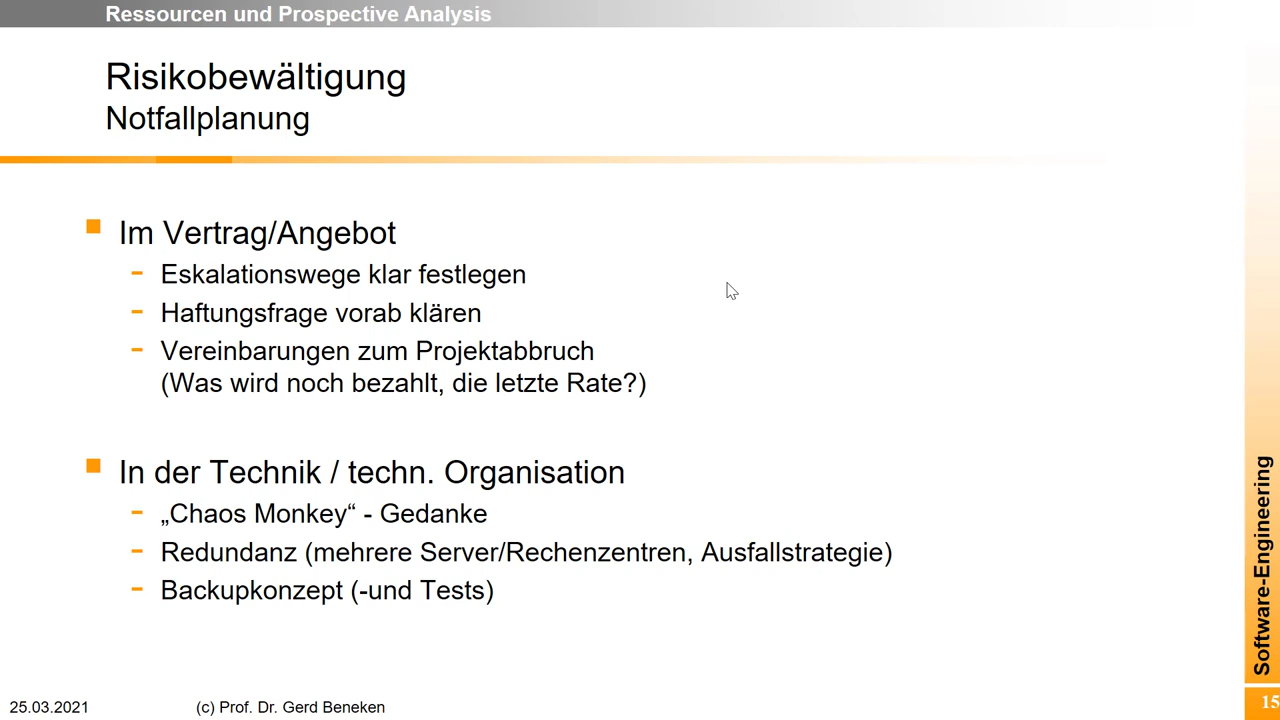 Ressourcen und Prospective Analysis
Risikobewältigung
Notfallplanung
Im Vertrag/Angebot
- Eskalationswege klar festlegen
- Haftungsfrage vorab klären
- Vereinbarungen zum Projektabbruch
(Was wird noch bezahlt, die letzte Rate?)
In der Technik / techn. Organisation
- „Chaos Monkey“ - Gedanke
- Redundanz (mehrere Server/Rechenzentren, Ausfallstrategie)
- Backupkonzept (-und Tests)
Software-Engineering
25.03.2021
(c) Prof. Dr. Gerd Beneken
15